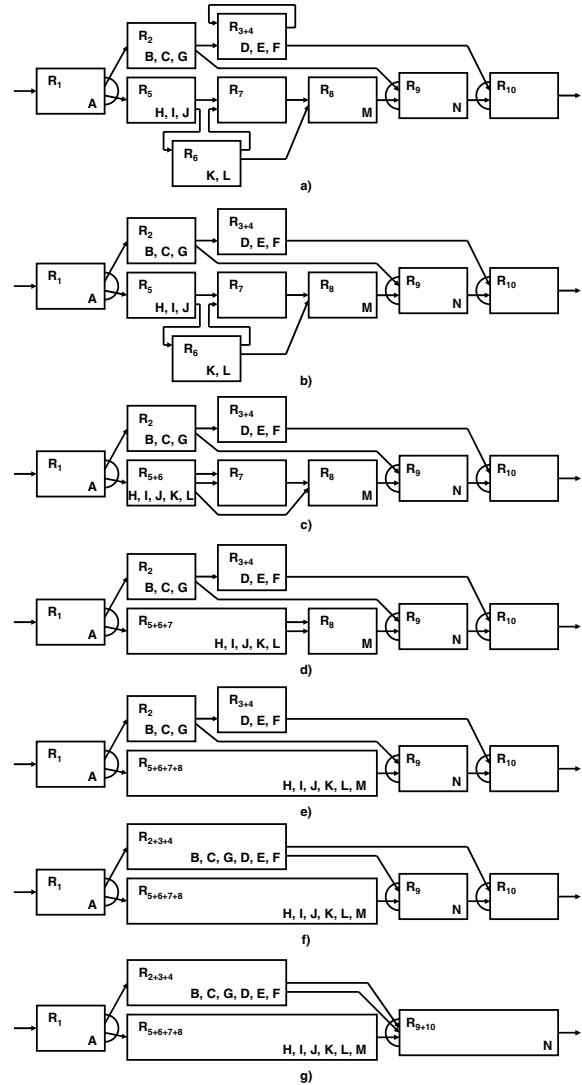 R3+4
D, E, F
R2
B, C, G
R1
A
R5
H, I, J
R7
R8
M
R9
N
R10
R6
K, L
a)
R2
B, C, G
R3+4
D, E, F
R1
A
R5
H, I, J
R7
R8
M
R9
N
R10
R6
K, L
b)
R2
B, C, G
R3+4
D, E, F
R1
A
R5+6
H, I, J, K, L
R7
R8
M
R9
N
R10
c)
R2
B, C, G
R3+4
D, E, F
R1
A
R5+6+7
H, I, J, K, L
R8
M
R9
N
R10
d)
R2
B, C, G
R3+4
D, E, F
R1
A
R5+6+7+8
H, I, J, K, L, M
R9
N
R10
e)
R2+3+4
B, C, G, D, E, F
R1
A
R5+6+7+8
H, I, J, K, L, M
R9
N
R10
f)
R2+3+4
B, C, G, D, E, F
R1
A
R5+6+7+8
H, I, J, K, L, M
R9+10
N
g)